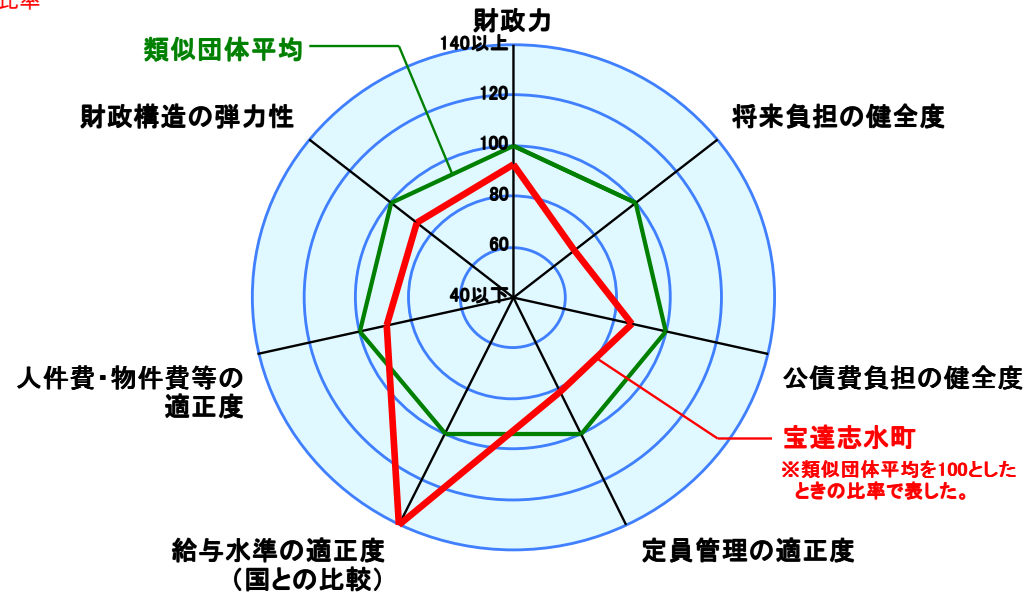 比率
財政力
類似団体平均
140以上
120
100
80
60
40以下
財政構造の弾力性
将来負担の健全度
人件費・物件費等の
適正度
公債費負担の健全度
宝達志水町
※類似団体平均を100とした
ときの比率で表した。
給与水準の適正度
（国との比較）
定員管理の適正度